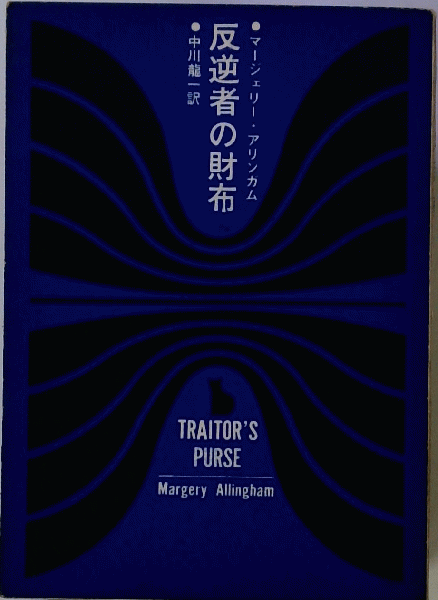 ●マージェリー・アリンガム
反逆者の財布
●中川龍一訳
TRAITOR'S
PURSE
Margery Allingham